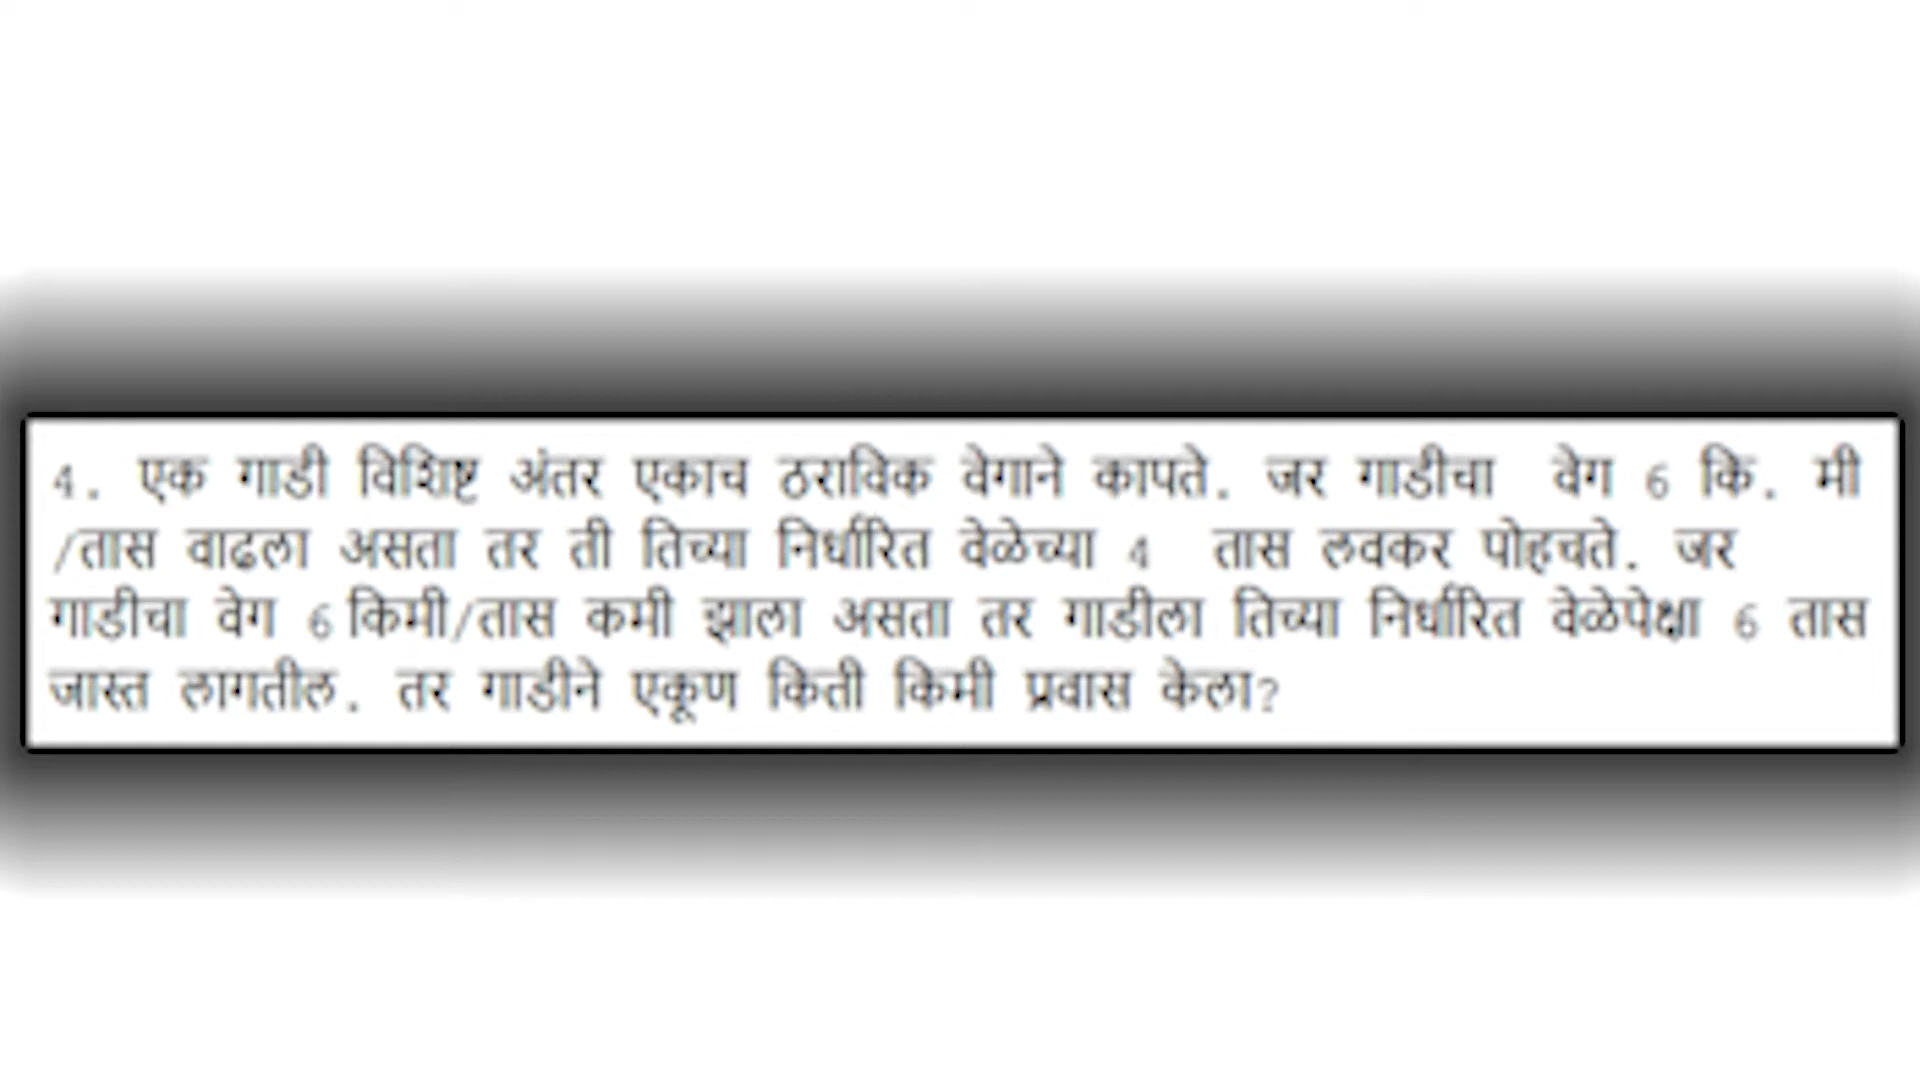 4. एक गाडी विशिष्ट अंतर एकाच ठराविक वेगाने कापते. जर गाडीचा वेग 6 कि. मी
/तास वाढला असता तर ती तिच्या निर्धारित वेळेच्या 4 तास लवकर पोहचते. जर
गाडीचा वेग 6 किमी/तास कमी झाला असता तर गाडीला तिच्या निर्धारित वेळेपेक्षा 6 तास
जास्त लागतील. तर गाडीने एकूण किती किमी प्रवास केला?